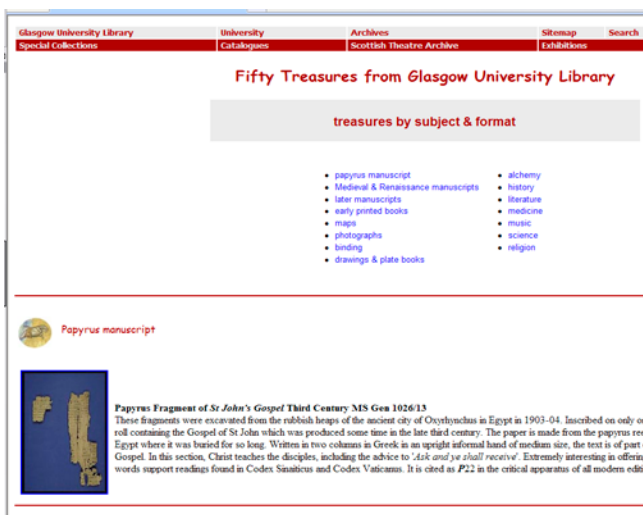 Glasgow University Library University Archives Sitemap Search
Special Collections Catalogues Scottish Theatre Archive Exhibitions
Fifty Treasures from Glasgow University Library
treasures by subject & format
papyrus manuscript
Medieval & Renaissance manuscripts
later manuscripts
early printed books
maps
photographs
binding
drawings & plate books
alchemy
history
literature
medicine
music
science
religion
Papyrus manuscript
Papyrus Fragment of St John's Gospel Third Century MS Gen 1026/13
These fragments were excavated from the rubbish heaps of the ancient city of Oxyrhynchus in Egypt in 1903-04. Inscribed on only
roll containing the Gospel of St John which was produced some time in the late third century. The paper is made from the papyrus
Egypt where it was buried for so long. Written in two columns in Greek in an upright informal hand of medium size, the text is of part
Gospel. In this section, Christ teaches the disciples, including the advice to 'Ask and ye shall receive'. Extremely interesting in
words support readings found in Codex Sinaiticus and Codex Vaticanus. It is cited as P22 in the critical apparatus of all modern